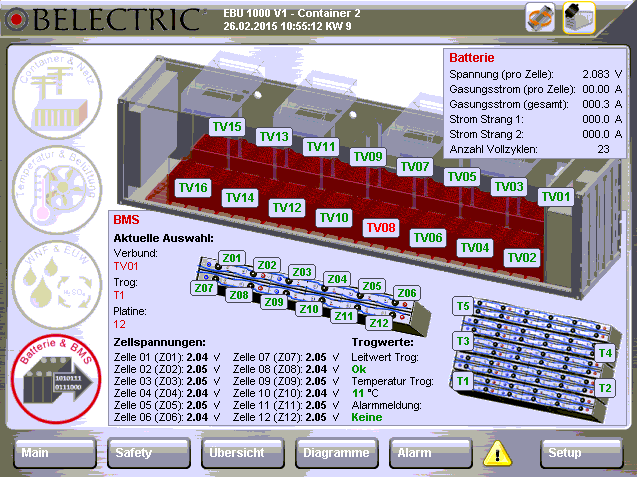 BELECTRIC
EBU 1000 V1 - Container 2
26.02.2015 10:55:12 KW 9
Container & Netz
Temperatur & Belüftung
WNF & EUW
H₂SO₄
Batterie & BMS
1010111
0111000
Batterie
Spannung (pro Zelle): 2.083 V
Gasungsstrom (pro Zelle): 00.00 A
Gasungsstrom (gesamt): 000.3 A
Strom Strang 1: 000.0 A
Strom Strang 2: 000.0 A
Anzahl Vollzyklen: 23
TV15
TV13
TV11
TV09
TV07
TV05
TV03
TV01
TV16
TV14
TV12
TV10
TV08
TV06
TV04
TV02
BMS
Aktuelle Auswahl:
Verbund:
TV01
Trog:
T1
Platine:
12
Z01
Z02
Z03
Z04
Z05
Z06
Z07
Z08
Z09
Z10
Z11
Z12
T5
T3
T1
T4
T2
Zellspannungen:
Zelle 01 (Z01): 2.04 √ Zelle 07 (Z07): 2.05 √
Zelle 02 (Z02): 2.05 √ Zelle 08 (Z08): 2.04 √
Zelle 03 (Z03): 2.05 √ Zelle 09 (Z09): 2.05 √
Zelle 04 (Z04): 2.04 √ Zelle 10 (Z10): 2.04 √
Zelle 05 (Z05): 2.05 √ Zelle 11 (Z11): 2.05 √
Zelle 06 (Z06): 2.04 √ Zelle 12 (Z12): 2.05 √
Trogwerte:
Leitwert Trog:
Ok
Temperatur Trog:
11 °C
Alarmmeldung:
Keine
Main
Safety
Übersicht
Diagramme
Alarm
Setup